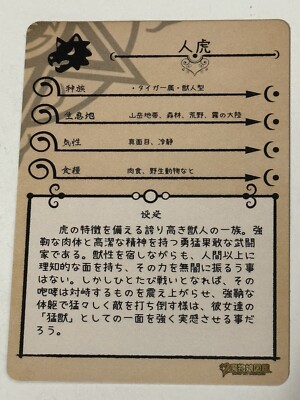 人虎
種族
・タイガー属・獣人型
生息地
山岳地帯、森林、荒野、霧の大陸
気性
真面目、冷静
食糧
肉食、野生動物など
設定
虎の特徴を備える誇り高き獣人の一族。強
靭な肉体と高潔な精神を持つ勇猛果敢な武闘
家である。獣性を宿しながらも、人間以上に
理知的な面を持ち、その力を無闇に振るう事
はない。しかしひとたび戦いとなれば、その
咆哮は対峙するものを震え上がらせ、強靭な
体躯で猛々しく敵を打ち倒す様は、彼女達の
「猛獣」としての一面を強く実感させる事だ
ろう。